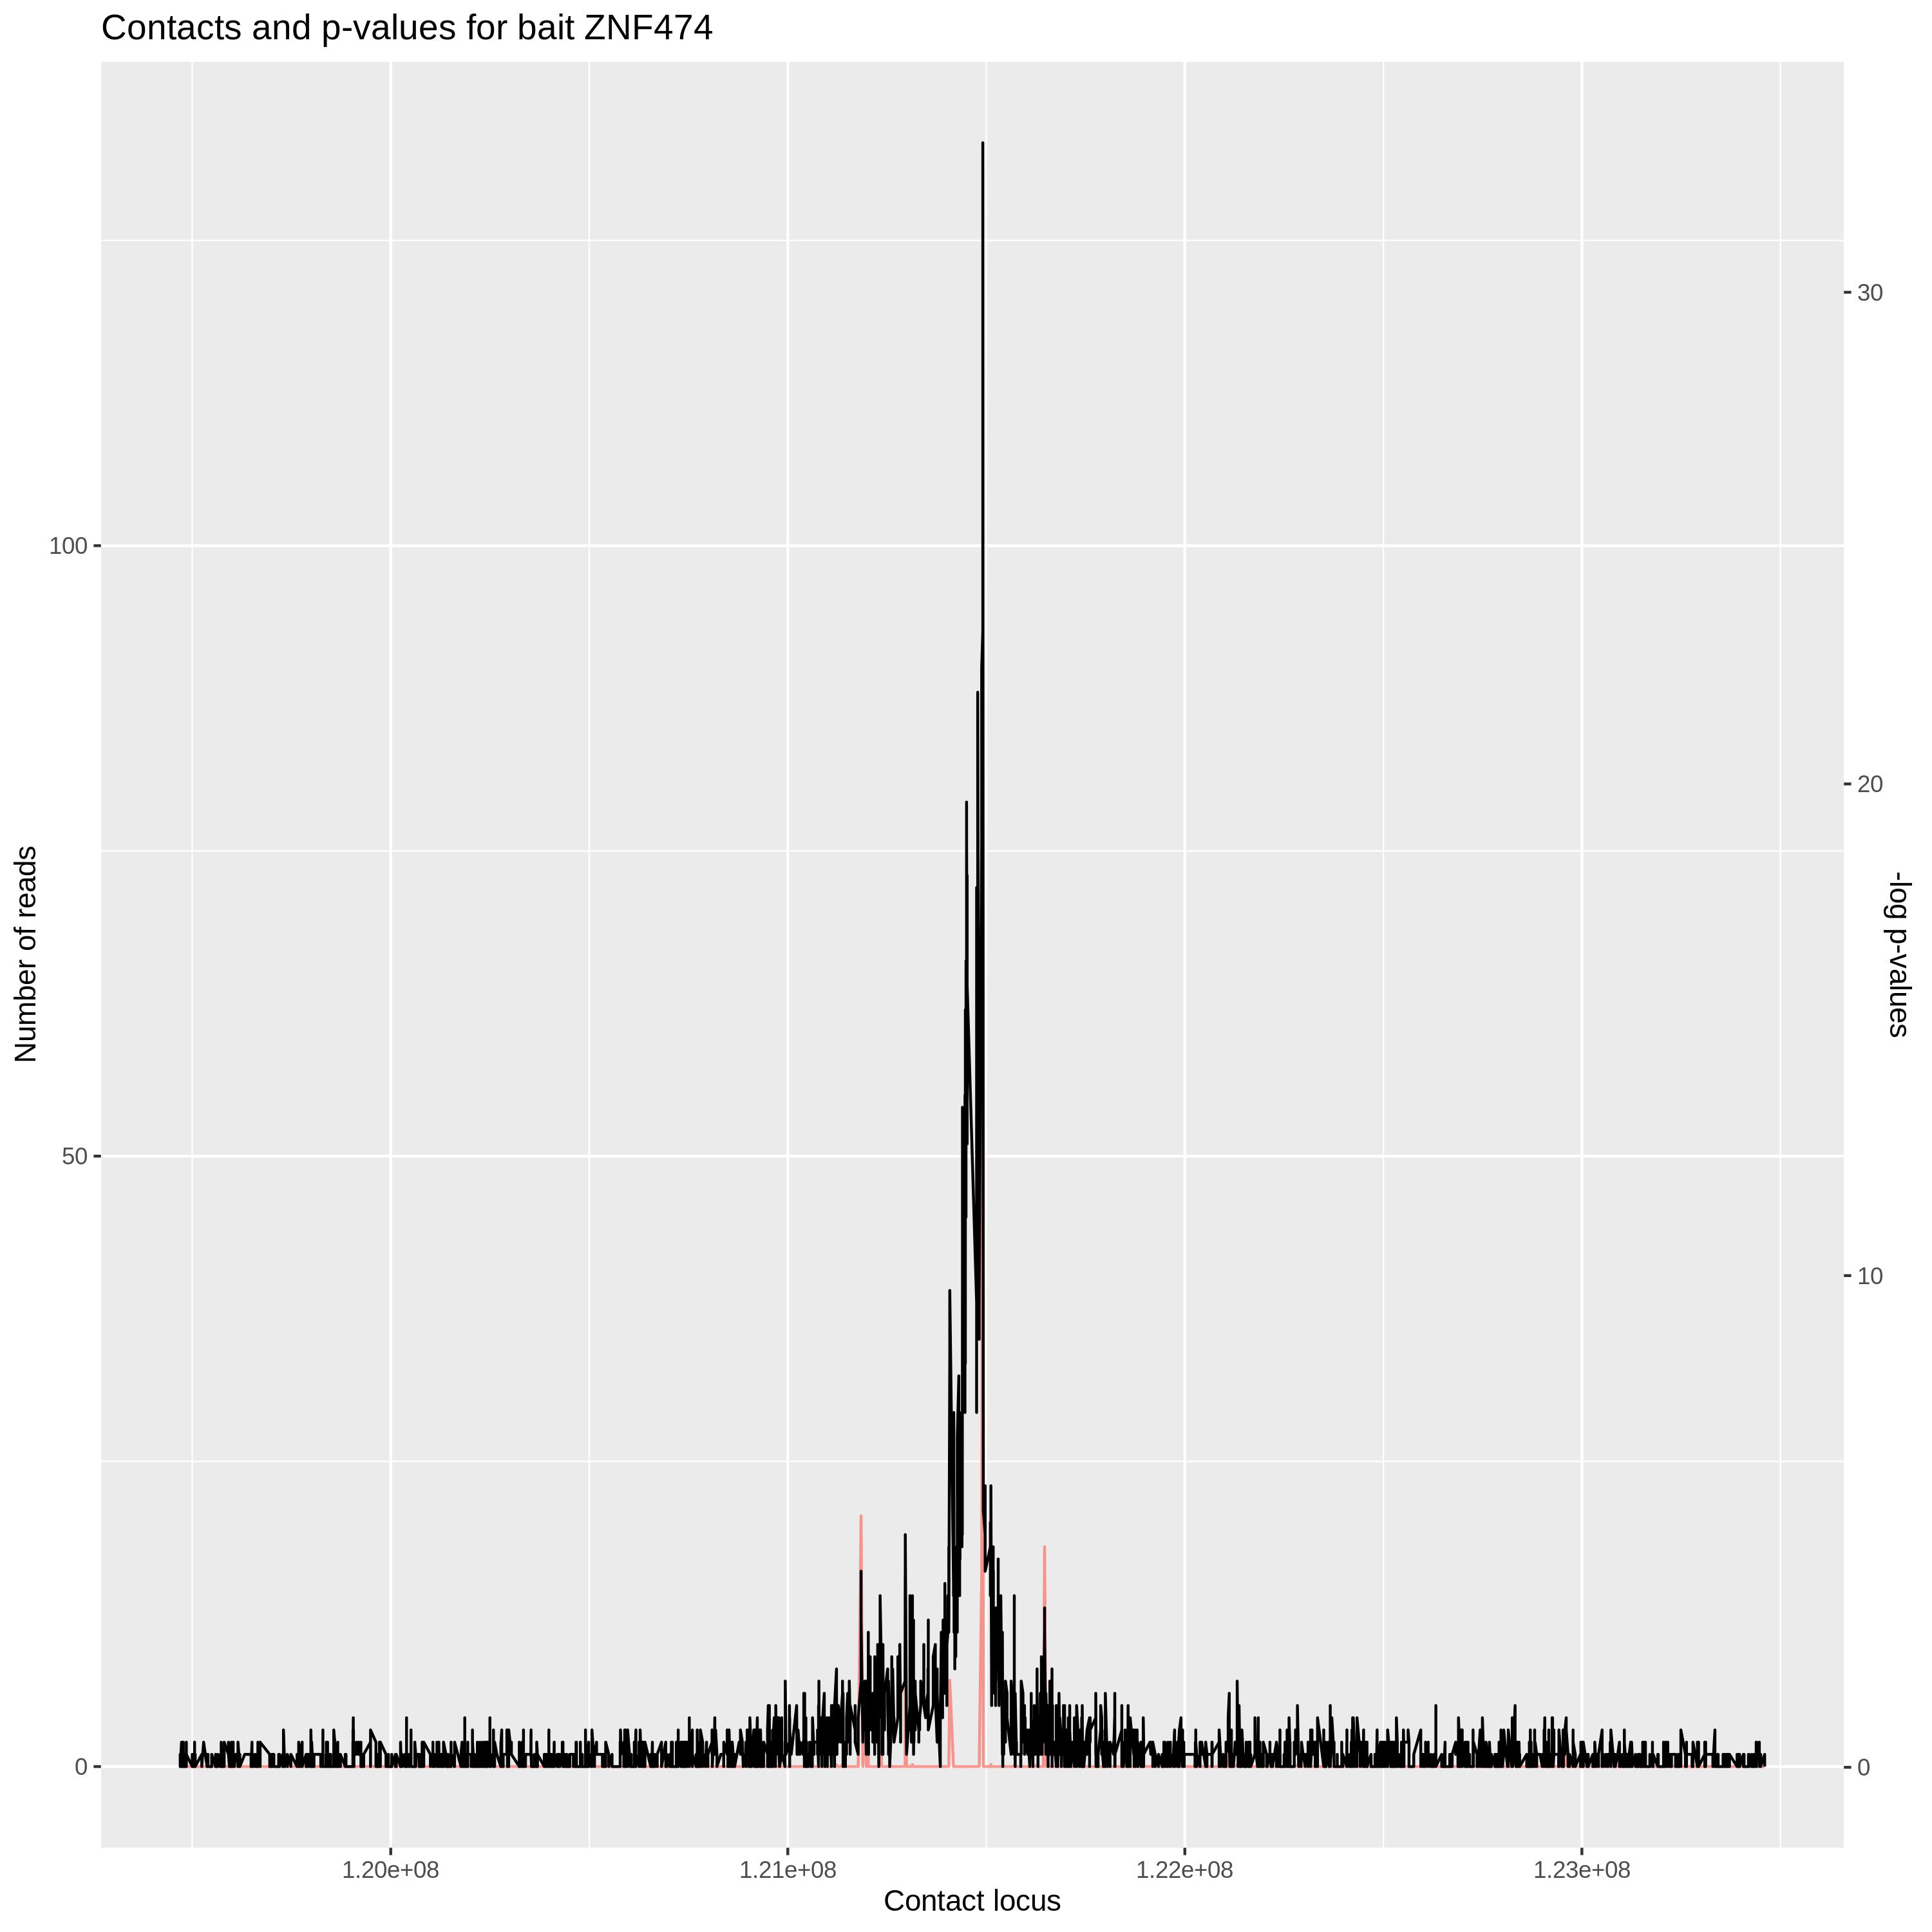 Contacts and p-values for bait ZNF474
Number of reads
100
50
0
30
20
10
0
-log p-values
1.20e+08 1.21e+08 1.22e+08 1.23e+08
Contact locus